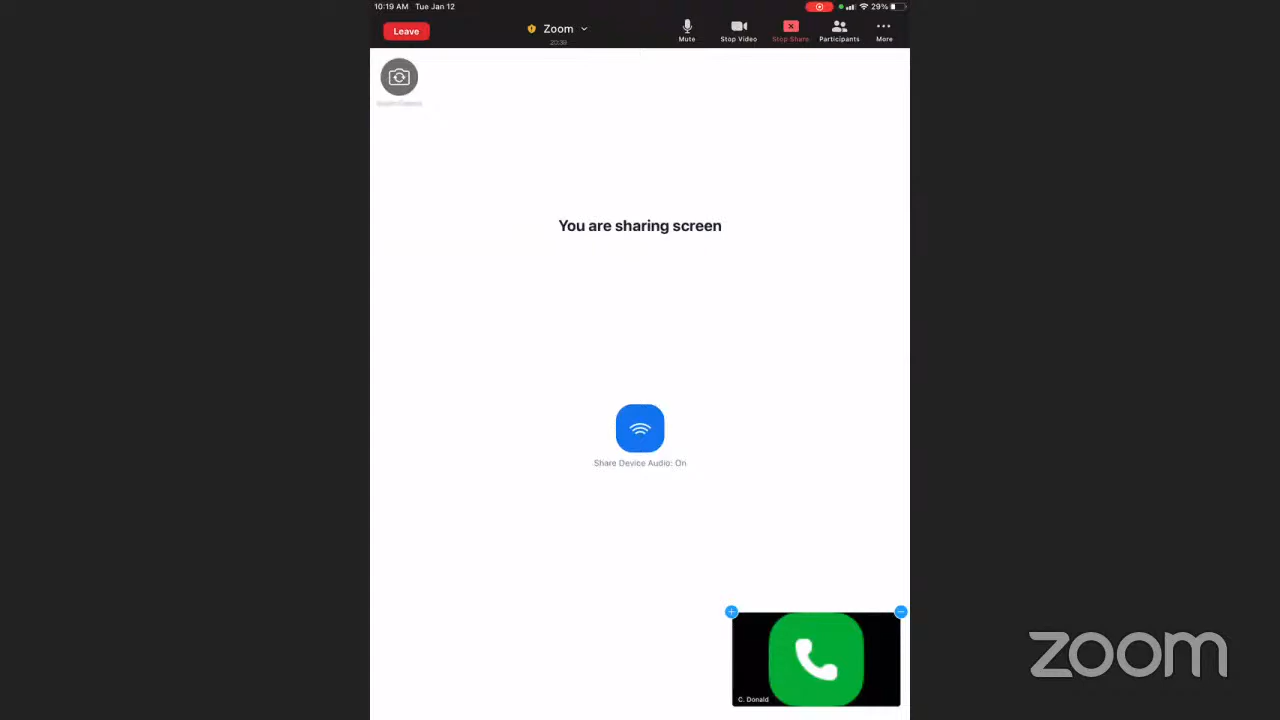 10:19 AM Tue Jan 12
29%
Leave
Zoom
Mute
Stop Video
Stop Share
Participants
More
You are sharing screen
Share Device Audio: On
C. Donald
zoom